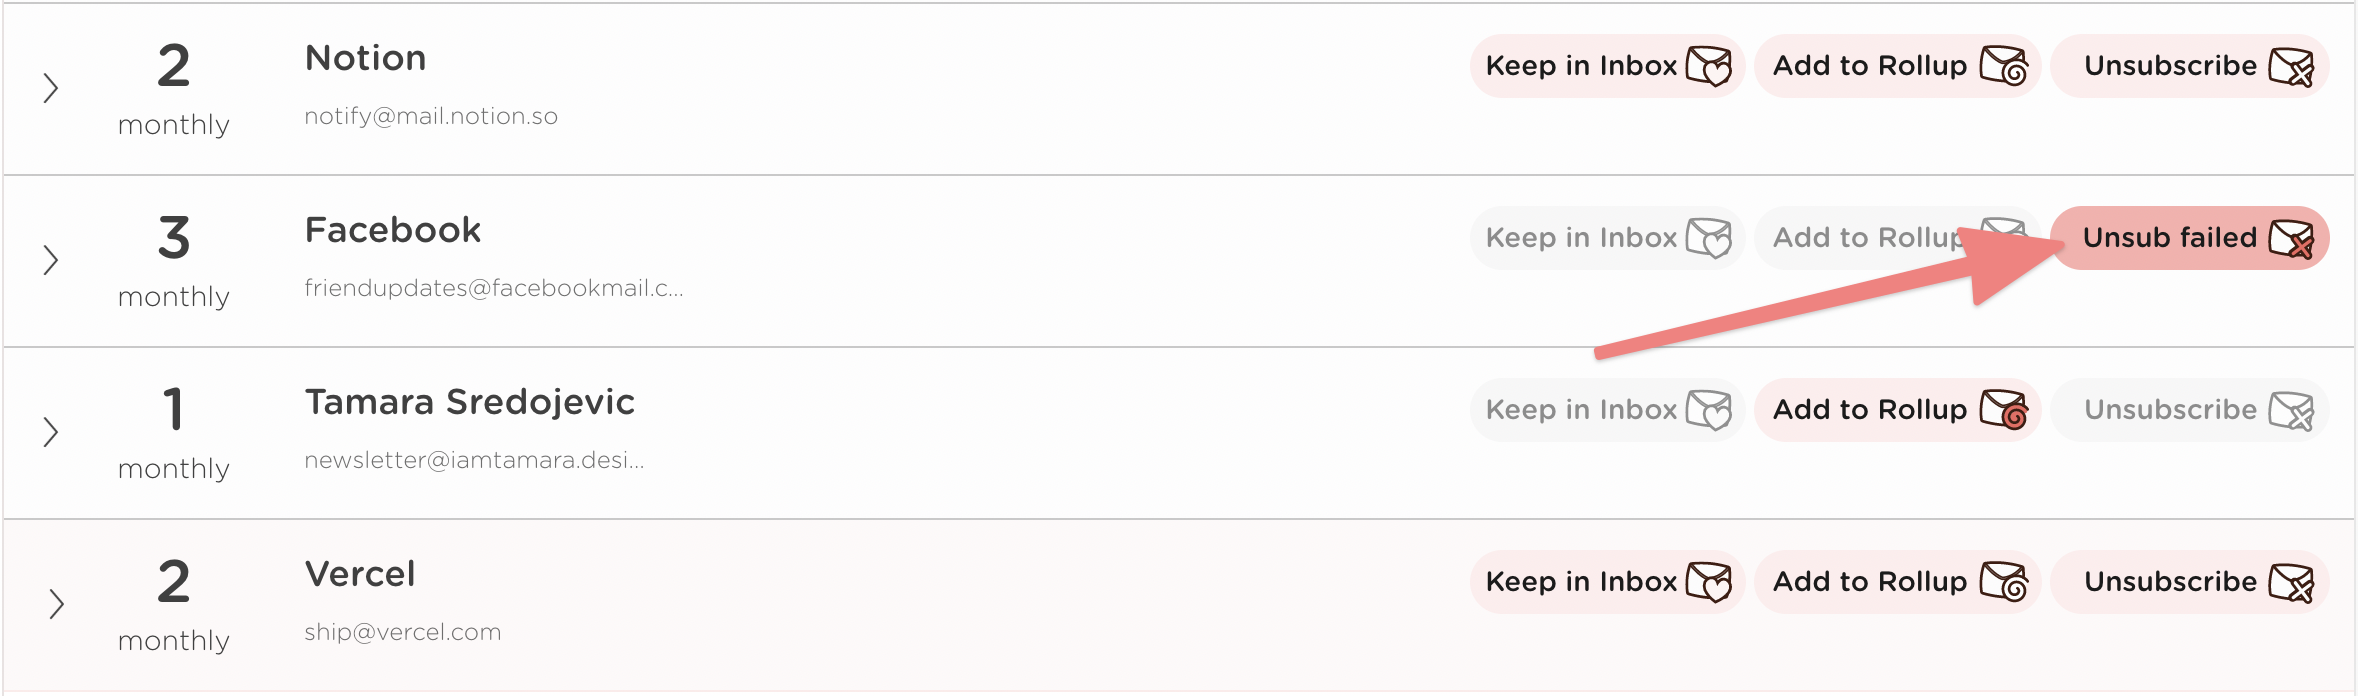 2
monthly
Notion
notify@mail.notion.so
Keep in Inbox
Add to Rollup
Unsubscribe
3
monthly
Facebook
friendupdates@facebookmail.c...
Keep in Inbox
Add to Rollup
Unsub failed
1
monthly
Tamara Sredojevic
newsletter@iamtamara.desi...
Keep in Inbox
Add to Rollup
Unsubscribe
2
monthly
Vercel
ship@vercel.com
Keep in Inbox
Add to Rollup
Unsubscribe